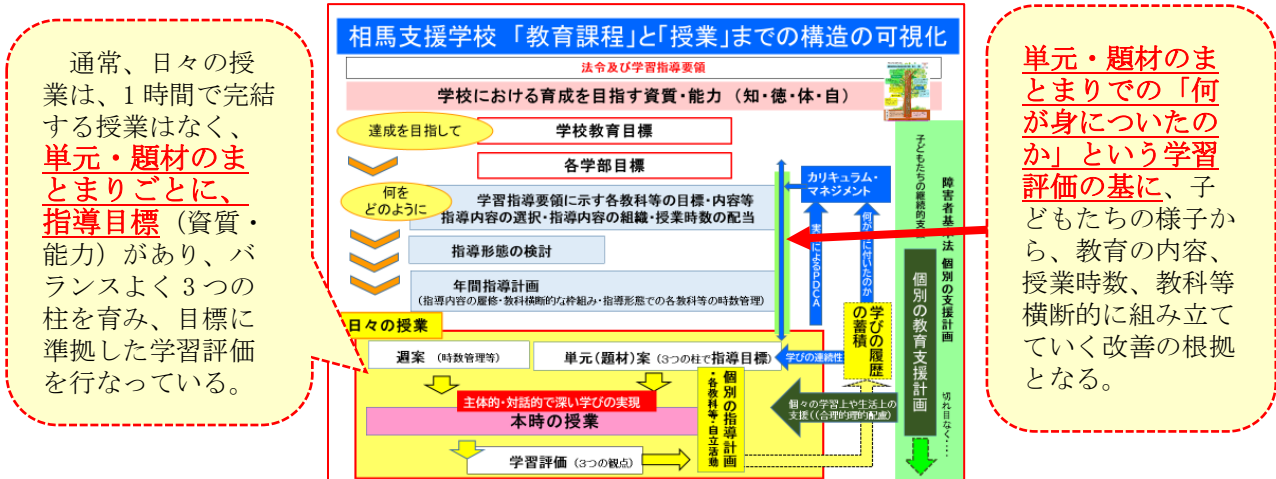 通常、日々の授
業は、1時間で完結
する授業はなく、
単元・題材のま
とまりごとに、
指導目標（資質・
能力）があり、バ
ランスよく3つの
柱を育み、目標に
準拠した学習評価
を行なっている。
相馬支援学校 「教育課程」と「授業」までの構造の可視化
法令及び学習指導要領
学校における育成を目指す資質・能力 （知・徳・体・自）
達成を目指して
学校教育目標
各学部目標
何を
どのように
学習指導要領に示す各教科等の目標・内容等
指導内容の選択・指導内容の組織・授業時数の配当
指導形態の検討
年間指導計画
（指導内容の履修・教科横断的な枠組み・指導形態での各教科等の時数管理）
カリキュラム・
マネジメント
によるPDCA
何が
に付いたのか
学びの履歴
の蓄積
子どもたちの継続的支援
障害者基本法 個別の支援計画
個別の教育支援計画
切れ目なく‥‥
日々の授業
週案 （時数管理等）
単元（題材）案（3つの柱で指導目標）
学びの連続性
主体的・対話的で深い学びの実現
本時の授業
個別の指導計画
・各教科等・自立活動
個々の学習上や生活上の
支援（（合理的理的配慮）
学習評価 （3つの観点）
単元・題材のま
とまりでの「何
が身についたの
か」という学習
評価の基に、子
どもたちの様子か
ら、教育の内容、
授業時数、教科等
横断的に組み立て
ていく改善の根拠
となる。